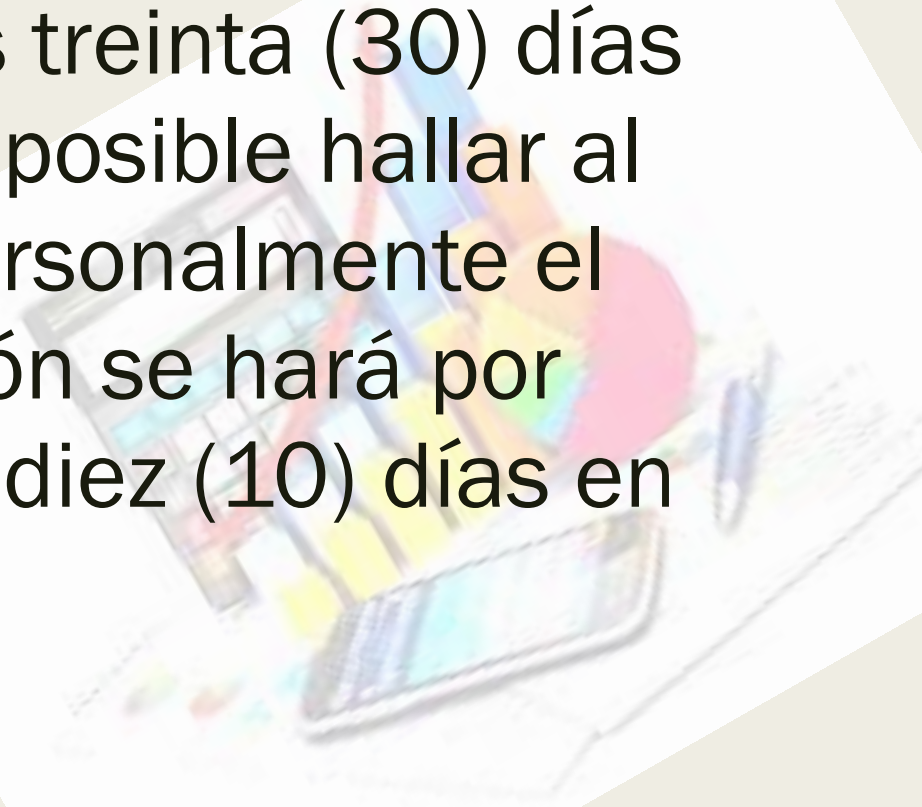 s treinta (30) días
posible hallar al
rsonalmente el
ón se hará por
diez (10) días en